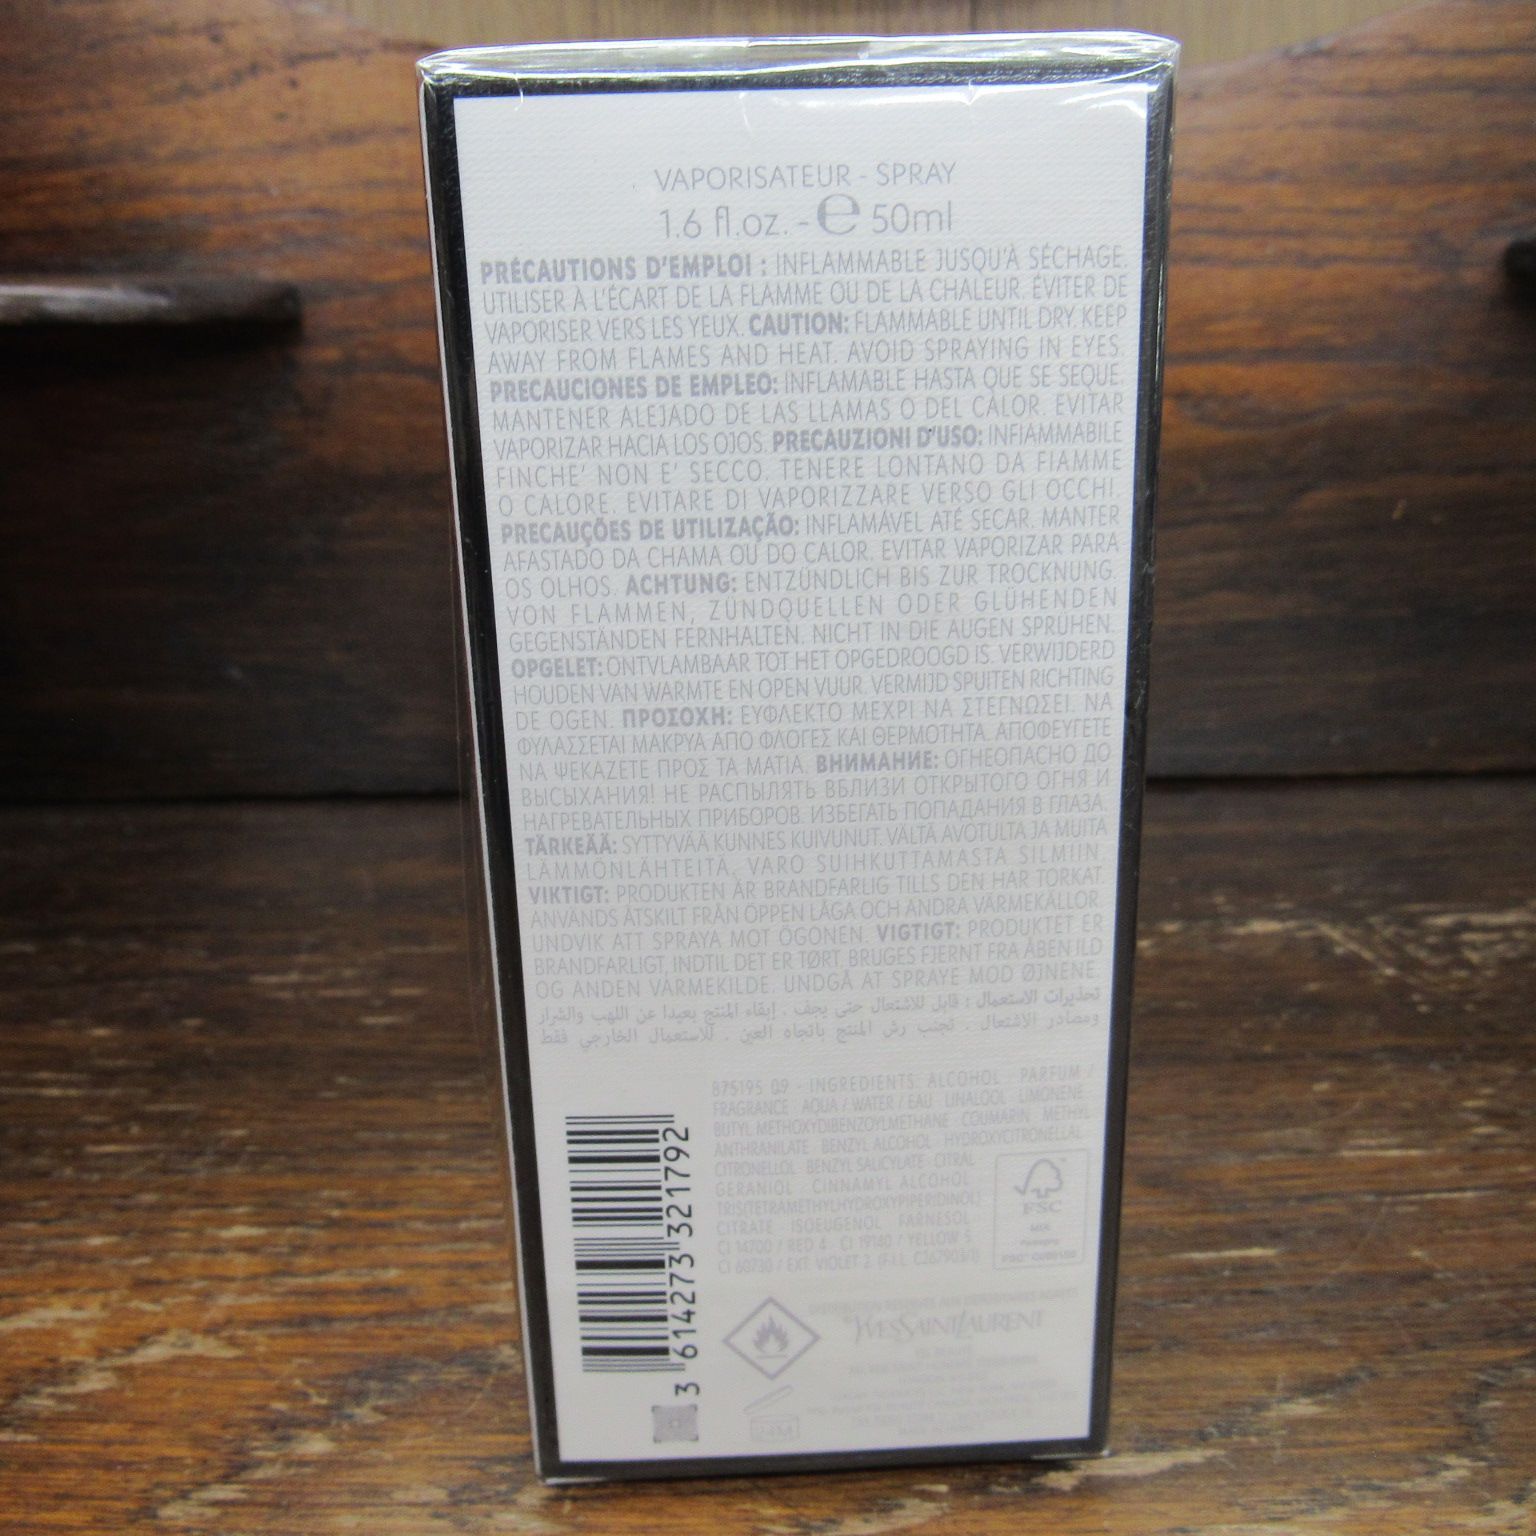 VAPORISATEUR - SPRAY
1.6 fl.oz. - ℮ 50ml
PRÉCAUTIONS D'EMPLOI : INFLAMMABLE JUSQU'À SÉCHAGE.
UTILISER À L'ÉCART DE LA FLAMME OU DE LA CHALEUR. ÉVITER DE
VAPORISER VERS LES YEUX. CAUTION: FLAMMABLE UNTIL DRY. KEEP
AWAY FROM FLAMES AND HEAT. AVOID SPRAYING IN EYES.
PRECAUCIONES DE EMPLEO: INFLAMABLE HASTA QUE SE SEQUE.
MANTENER ALEJADO DE LAS LLAMAS O DEL CALOR. EVITAR
VAPORIZAR HACIA LOS OJOS. PRECAUZIONI D'USO: INFIAMMABILE
FINCHE' NON E' SECCO. TENERE LONTANO DA FIAMME
O CALORE. EVITARE DI VAPORIZZARE VERSO GLI OCCHI.
PRECAUÇÕES DE UTILIZAÇÃO: INFLAMÁVEL ATÉ SECAR. MANTER
AFASTADO DA CHAMA OU DO CALOR. EVITAR VAPORIZAR PARA
OS OLHOS. ACHTUNG: ENTZÜNDLICH BIS ZUR TROCKNUNG.
VON FLAMMEN, ZÜNDQUELLEN ODER GLÜHENDEN
GEGENSTÄNDEN FERNHALTEN. NICHT IN DIE AUGEN SPRÜHEN.
OPGELET: ONTVLAMBAAR TOT HET OPGEDROOGD IS. VERWIJDERD
HOUDEN VAN WARMTE EN OPEN VUUR. VERMIJD SPUITEN RICHTING
DE OGEN. ΠΡΟΣΟΧΗ: ΕΥΦΛΕΚΤΟ ΜΕΧΡΙ ΝΑ ΣΤΕΓΝΩΣΕΙ. ΝΑ
ΦΥΛΑΣΣΕΤΑΙ ΜΑΚΡΥΑ ΑΠΟ ΦΛΟΓΕΣ ΚΑΙ ΘΕΡΜΟΤΗΤΑ. ΑΠΟΦΕΥΓΕΤΕ
ΝΑ ΨΕΚΑΖΕΤΕ ΠΡΟΣ ΤΑ ΜΑΤΙΑ. ВНИМАНИЕ: ОГНЕОПАСНО ДО
ВЫСЫХАНИЯ! НЕ РАСПЫЛЯТЬ ВБЛИЗИ ОТКРЫТОГО ОГНЯ И
НАГРЕВАТЕЛЬНЫХ ПРИБОРОВ. ИЗБЕГАТЬ ПОПАДАНИЯ В ГЛАЗА.
TÄRKEÄÄ: SYTTYVÄÄ KUNNES KUIVUNUT. VÄLTÄ AVOTULTA JA MUITA
LÄMMÖNLÄHTEITÄ, VARO SUIHKUTTAMASTA SILMIIN.
VIKTIGT: PRODUKTEN ÄR BRANDFARLIG TILLS DEN HAR TORKAT.
ANVÄNDS ÅTSKILT FRÅN ÖPPEN LÅGA OCH ANDRA VÄRMEKÄLLOR.
UNDVIK ATT SPRAYA MOT ÖGONEN. VIGTIGT: PRODUKTET ER
BRANDFARLIGT, INDTIL DET ER TØRT. BRUGES FJERNT FRA ÅBEN ILD
OG ANDEN VARMEKILDE. UNDGÅ AT SPRAYE MOD ØJNENE.
تحذيرات الاستعمال : قابل للاشتعال حتى يجف . إبقاء المنتج بعيدا عن اللهب والشرار
ومصادر الاشتعال . تجنب رش المنتج باتجاه العين . للاستعمال الخارجي فقط
875195 09 - INGREDIENTS: ALCOHOL · PARFUM /
FRAGRANCE · AQUA / WATER / EAU · LINALOOL · LIMONENE ·
BUTYL METHOXYDIBENZOYLMETHANE · COUMARIN · METHYL
ANTHRANILATE · BENZYL ALCOHOL · HYDROXYCITRONELLAL
CITRONELLOL · BENZYL SALICYLATE · CITRAL
GERANIOL · CINNAMYL ALCOHOL
TRIS(TETRAMETHYLHYDROXYPIPERIDINOL)
CITRATE · ISOEUGENOL · FARNESOL
CI 14700 / RED 4 · CI 19140 / YELLOW 5
CI 60730 / EXT. VIOLET 2 (F.I.L. C267903/1)
FSC
MIX
3 614273 321792
YVESSAINTLAURENT
24M